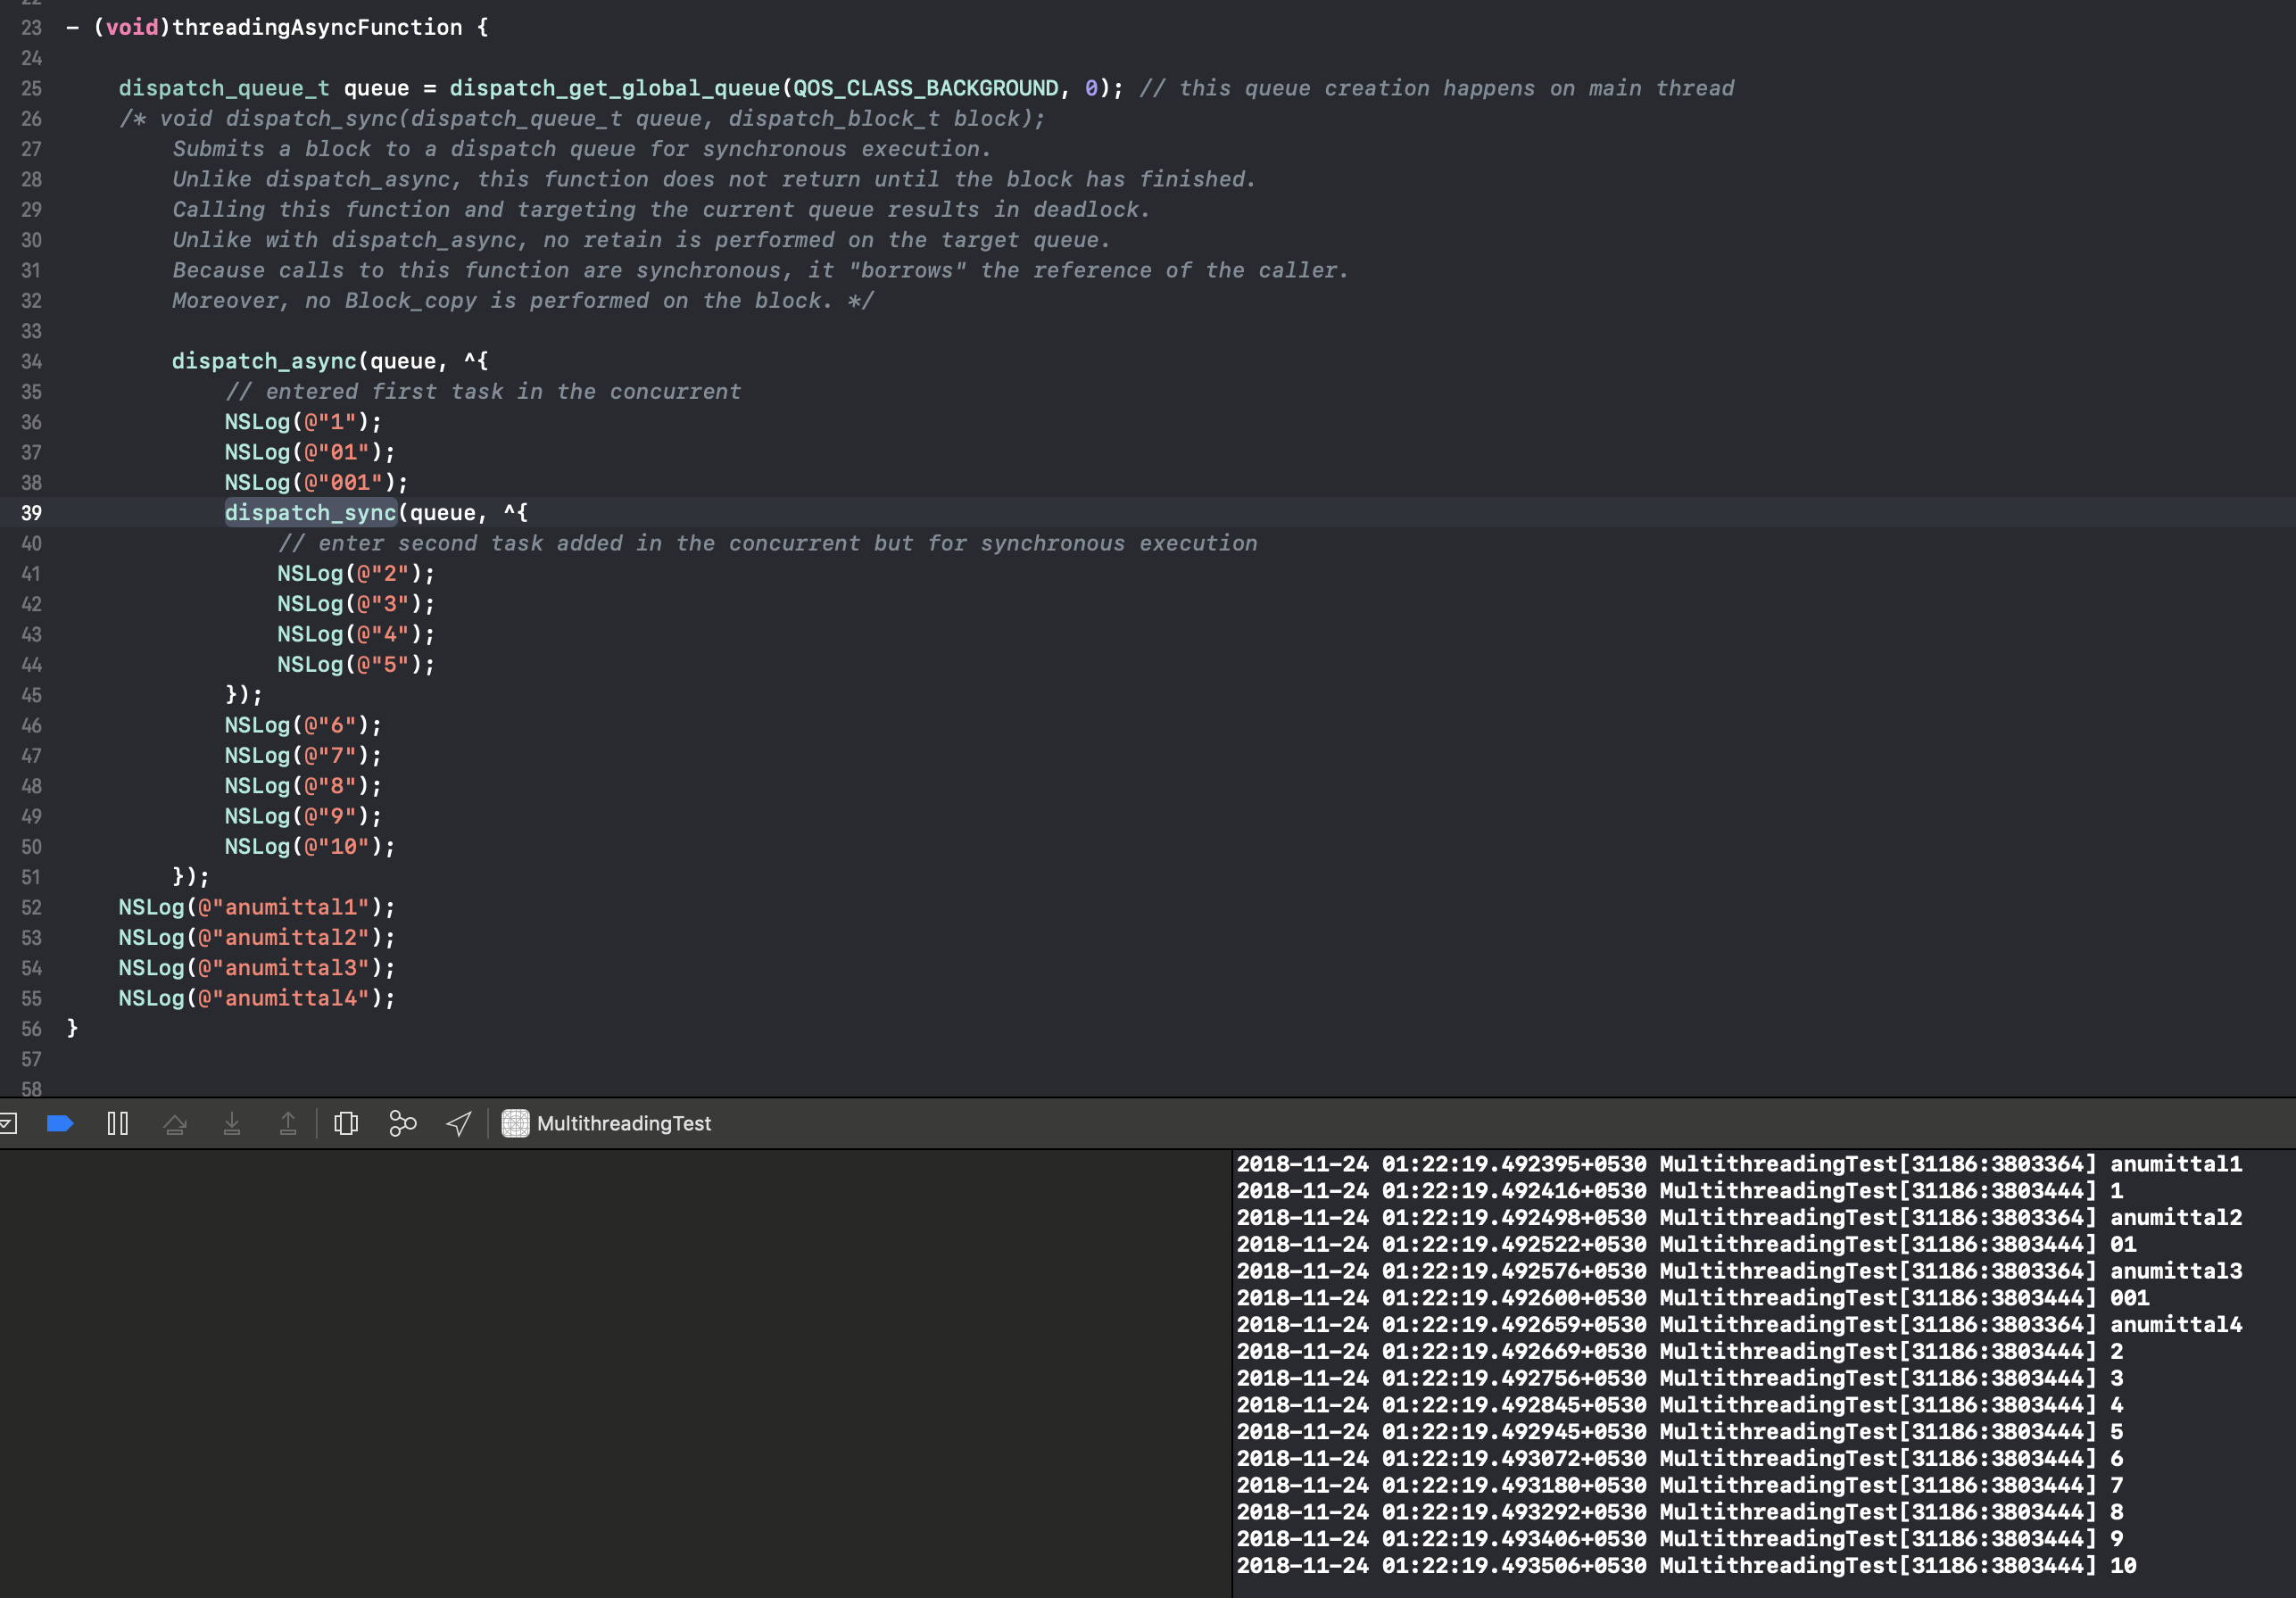 22
23 - (void)threadingAsyncFunction {
24
25 dispatch_queue_t queue = dispatch_get_global_queue(QOS_CLASS_BACKGROUND, 0); // this queue creation happens on main thread
26 /* void dispatch_sync(dispatch_queue_t queue, dispatch_block_t block);
27 Submits a block to a dispatch queue for synchronous execution.
28 Unlike dispatch_async, this function does not return until the block has finished.
29 Calling this function and targeting the current queue results in deadlock.
30 Unlike with dispatch_async, no retain is performed on the target queue.
31 Because calls to this function are synchronous, it "borrows" the reference of the caller.
32 Moreover, no Block_copy is performed on the block. */
33
34 dispatch_async(queue, ^{
35 // entered first task in the concurrent
36 NSLog(@"1");
37 NSLog(@"01");
38 NSLog(@"001");
39 dispatch_sync(queue, ^{
40 // enter second task added in the concurrent but for synchronous execution
41 NSLog(@"2");
42 NSLog(@"3");
43 NSLog(@"4");
44 NSLog(@"5");
45 });
46 NSLog(@"6");
47 NSLog(@"7");
48 NSLog(@"8");
49 NSLog(@"9");
50 NSLog(@"10");
51 });
52 NSLog(@"anumittal1");
53 NSLog(@"anumittal2");
54 NSLog(@"anumittal3");
55 NSLog(@"anumittal4");
56 }
57
58
MultithreadingTest
2018-11-24 01:22:19.492395+0530 MultithreadingTest[31186:3803364] anumittal1
2018-11-24 01:22:19.492416+0530 MultithreadingTest[31186:3803444] 1
2018-11-24 01:22:19.492498+0530 MultithreadingTest[31186:3803364] anumittal2
2018-11-24 01:22:19.492522+0530 MultithreadingTest[31186:3803444] 01
2018-11-24 01:22:19.492576+0530 MultithreadingTest[31186:3803364] anumittal3
2018-11-24 01:22:19.492600+0530 MultithreadingTest[31186:3803444] 001
2018-11-24 01:22:19.492659+0530 MultithreadingTest[31186:3803364] anumittal4
2018-11-24 01:22:19.492669+0530 MultithreadingTest[31186:3803444] 2
2018-11-24 01:22:19.492756+0530 MultithreadingTest[31186:3803444] 3
2018-11-24 01:22:19.492845+0530 MultithreadingTest[31186:3803444] 4
2018-11-24 01:22:19.492945+0530 MultithreadingTest[31186:3803444] 5
2018-11-24 01:22:19.493072+0530 MultithreadingTest[31186:3803444] 6
2018-11-24 01:22:19.493180+0530 MultithreadingTest[31186:3803444] 7
2018-11-24 01:22:19.493292+0530 MultithreadingTest[31186:3803444] 8
2018-11-24 01:22:19.493406+0530 MultithreadingTest[31186:3803444] 9
2018-11-24 01:22:19.493506+0530 MultithreadingTest[31186:3803444] 10